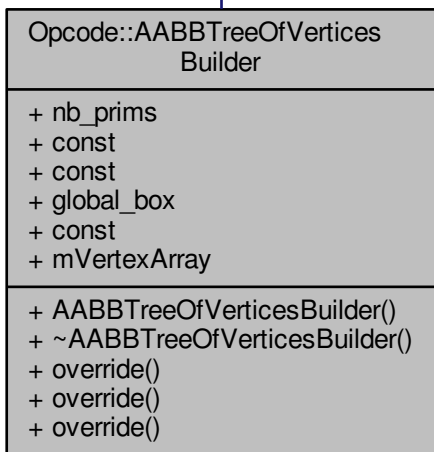 Opcode::AABBTreeOfVertices
Builder
+ nb_prims
+ const
+ const
+ global_box
+ const
+ mVertexArray
+ AABBTreeOfVerticesBuilder()
+ ~AABBTreeOfVerticesBuilder()
+ override()
+ override()
+ override()